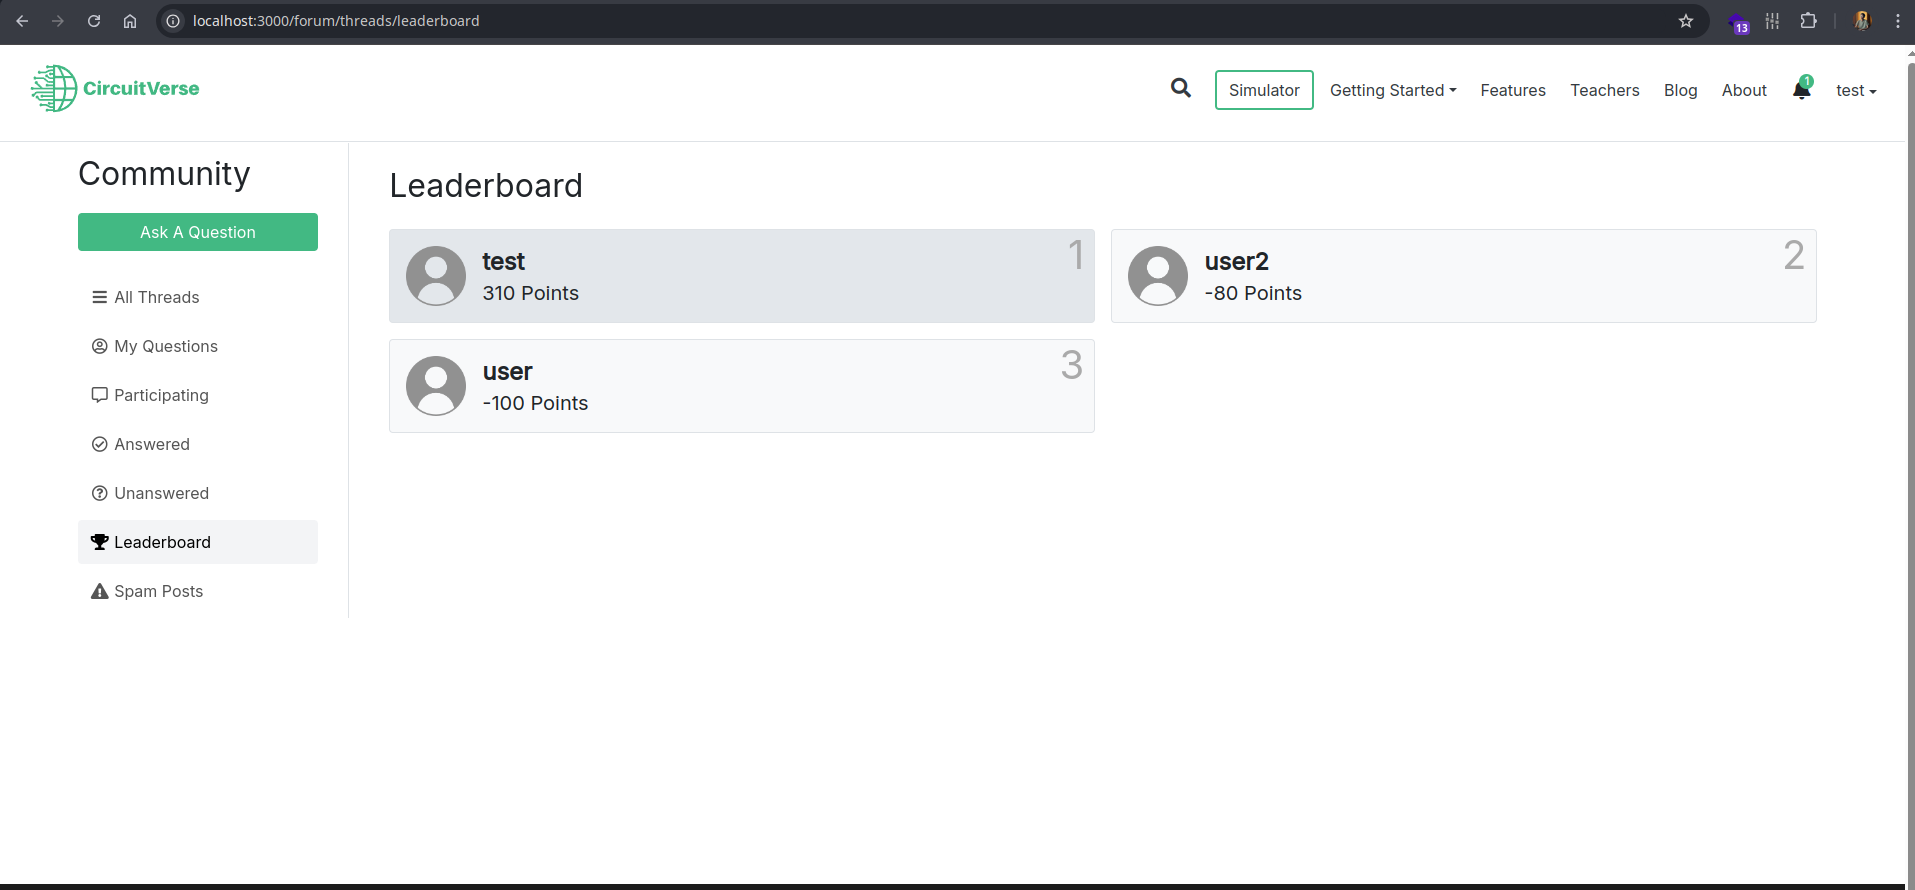 localhost:3000/forum/threads/leaderboard
13
CircuitVerse
Simulator
Getting Started
Features
Teachers
Blog
About
1
test
Community
Ask A Question
All Threads
My Questions
Participating
Answered
Unanswered
Leaderboard
Spam Posts
Leaderboard
test
310 Points
1
user2
-80 Points
2
user
-100 Points
3